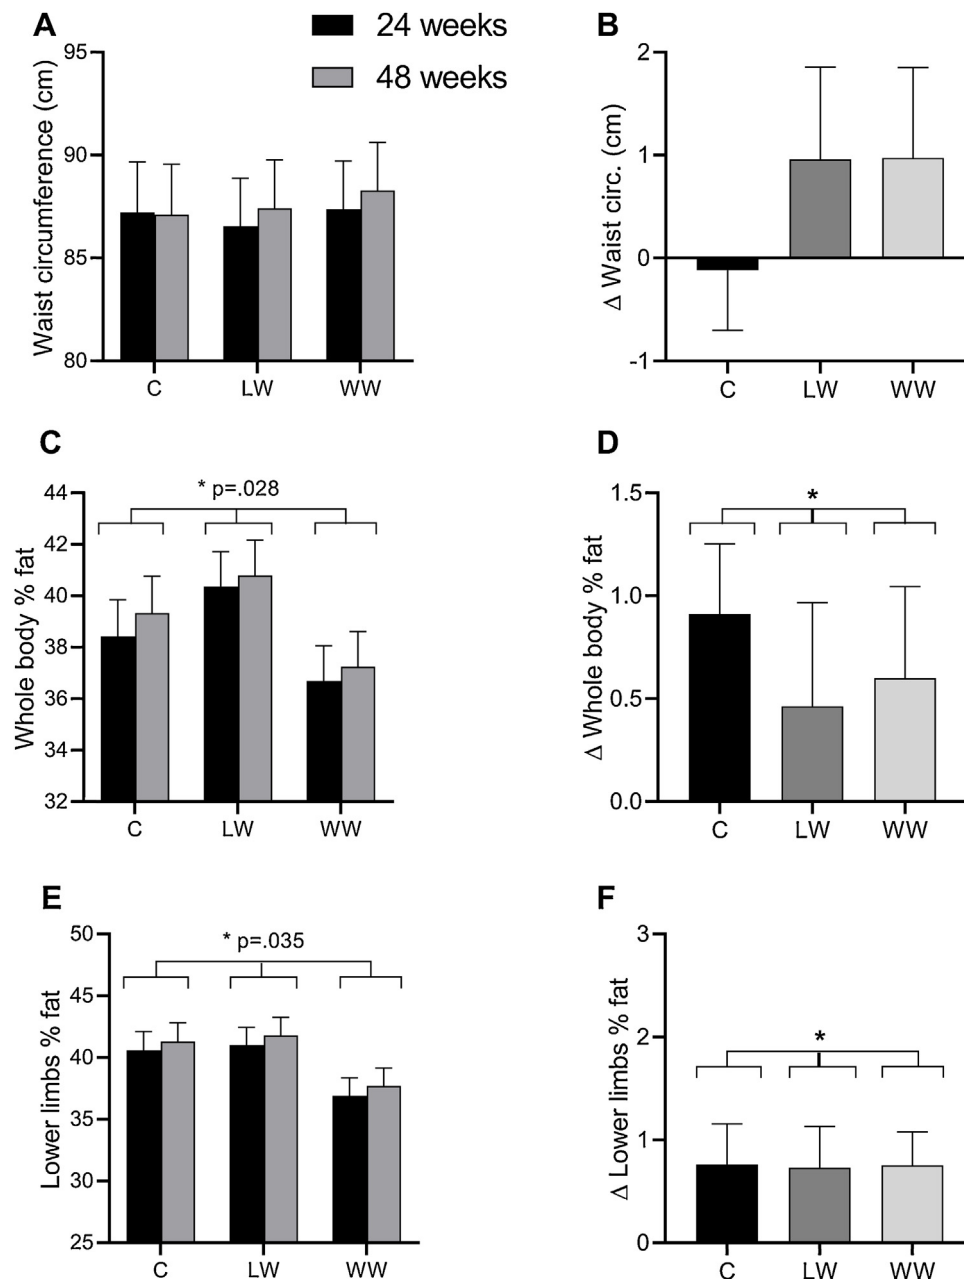 A
24 weeks
48 weeks
Waist circumference (cm)
95
90
85
80
C
LW
WW
B
Δ Waist circ. (cm)
2
1
0
-1
C
LW
WW
C
Whole body % fat
* p=.028
44
42
40
38
36
34
32
C
LW
WW
D
Δ Whole body % fat
*
1.5
1.0
0.5
0.0
C
LW
WW
E
Lower limbs % fat
* p=.035
50
45
40
35
30
25
C
LW
WW
F
Δ Lower limbs % fat
*
3
2
1
0
C
LW
WW